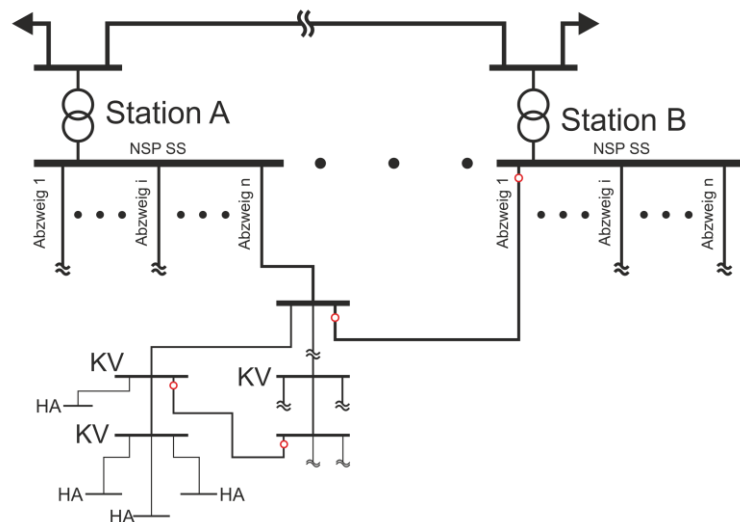 Station A
Station B
NSP SS
NSP SS
Abzweig 1
Abzweig i
Abzweig n
Abzweig 1
Abzweig i
Abzweig n
KV
KV
HA
KV
HA
HA
HA